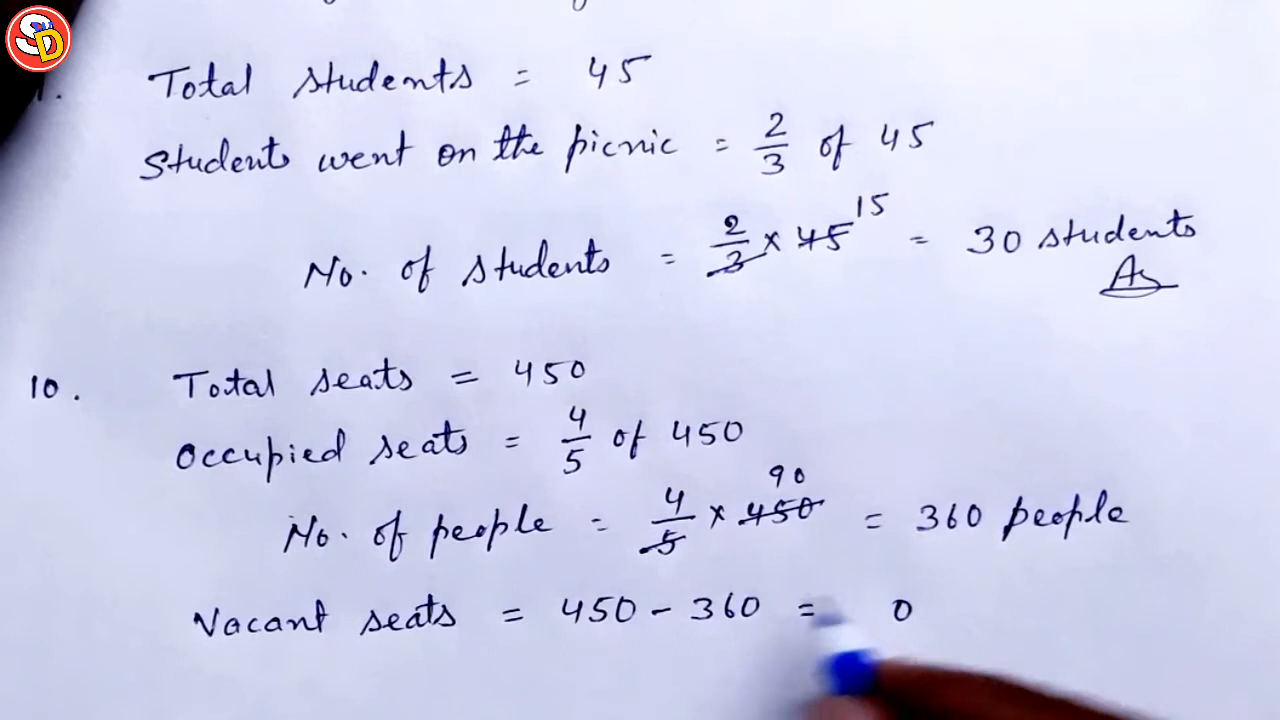 SD
Total students = 45
Students went on the picnic = 2/3 of 45
No. of students = 2/3 × 45 15 = 30 students
As
10. Total seats = 450
Occupied seats = 4/5 of 450
No. of people = 4/5 × 450 90 = 360 people
Vacant seats = 450 - 360 = 0